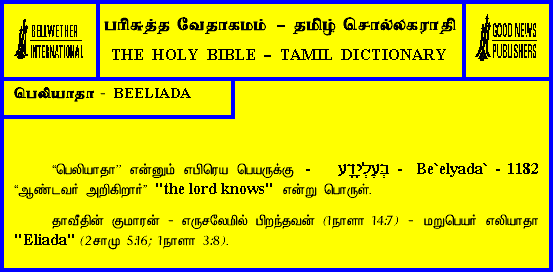 BELLWETHER
INTERNATIONAL
பரிசுத்த வேதாகமம் – தமிழ் சொல்லகராதி
THE HOLY BIBLE – TAMIL DICTIONARY
GOOD NEWS
PUBLISHERS
பெலியாதா - BEELIADA
“பெலியாதா” என்னும் எபிரெய பெயருக்கு - בְּעֶלְיָדָע - Be`elyada` - 1182
“ஆண்டவர் அறிகிறார்” "the lord knows" என்று பொருள்.
தாவீதின் குமாரன் - எருசலேமில் பிறந்தவன் (1நாளா 14:7) - மறுபெயர் எலியாதா
"Eliada" (2சாமு 5:16; 1நாளா 3:8).